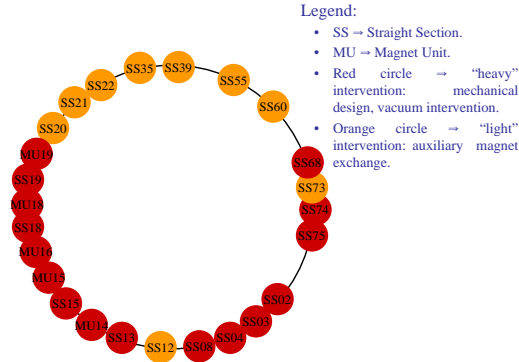 Legend:
• SS ⇒ Straight Section.
• MU ⇒ Magnet Unit.
• Red circle ⇒ “heavy”
intervention: mechanical
design, vacuum intervention.
• Orange circle ⇒ “light”
intervention: auxiliary magnet
exchange.
SS35
SS39
SS55
SS60
SS68
SS73
SS74
SS75
SS02
SS03
SS04
SS08
SS12
SS13
MU14
SS15
MU15
MU16
SS18
MU18
SS19
MU19
SS20
SS21
SS22